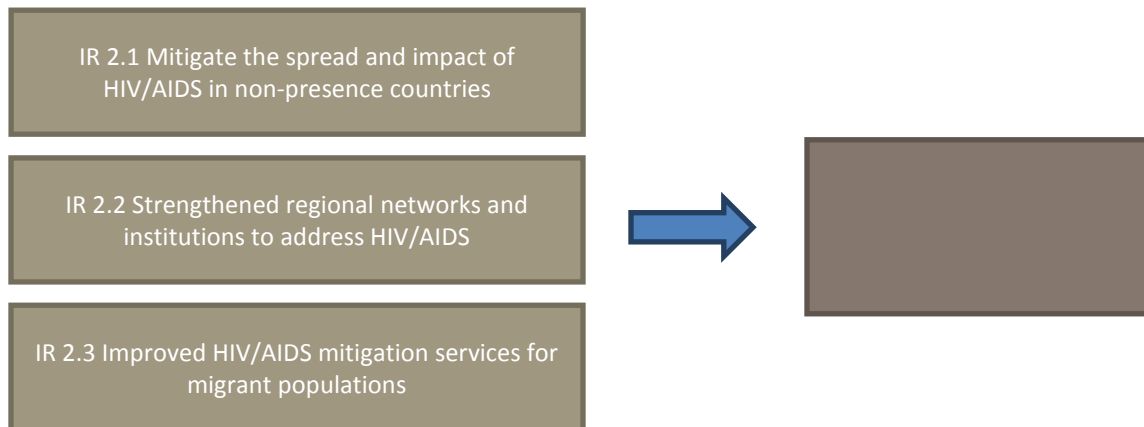 IR 2.1 Mitigate the spread and impact of
HIV/AIDS in non-presence countries
IR 2.2 Strengthened regional networks and
institutions to address HIV/AIDS
IR 2.3 Improved HIV/AIDS mitigation services for
migrant populations